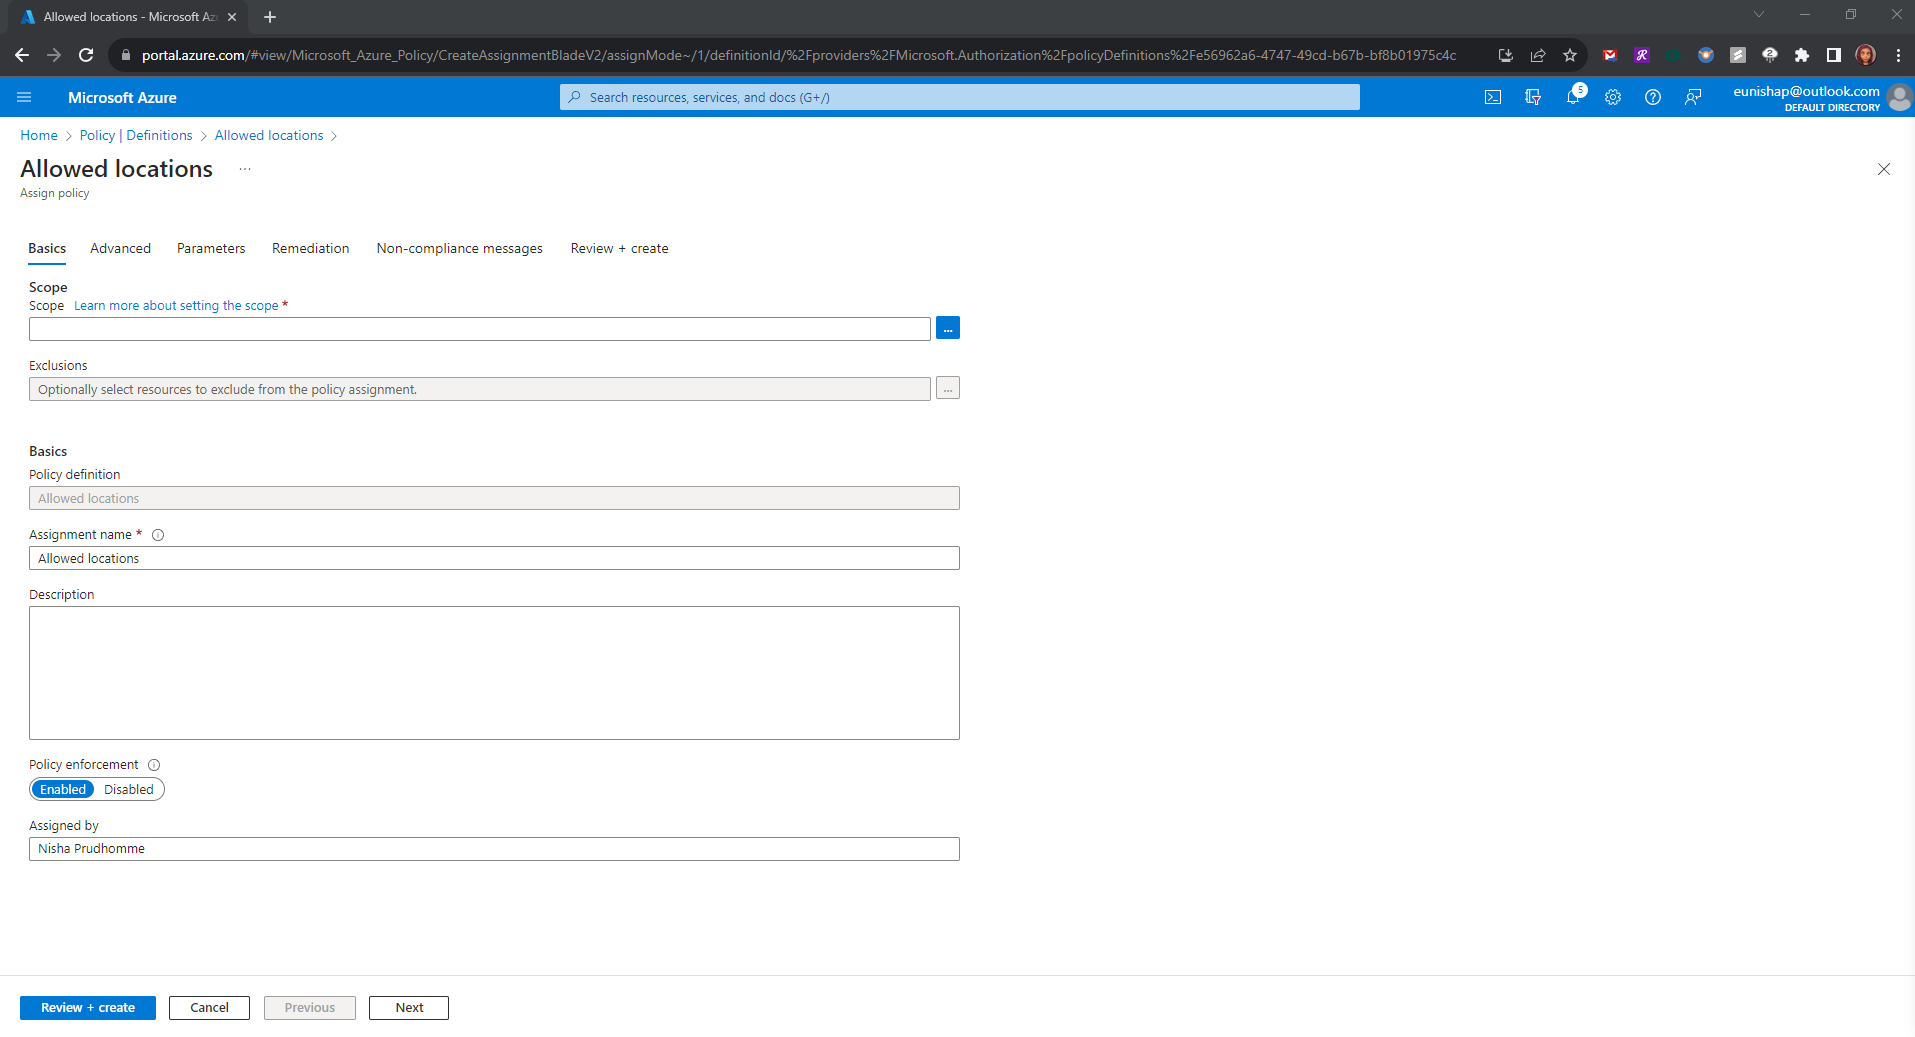 Allowed locations - Microsoft Az
portal.azure.com/#view/Microsoft_Azure_Policy/CreateAssignmentBladeV2/assignMode~/1/definitionId/%2Fproviders%2FMicrosoft.Authorization%2FpolicyDefinitions%2Fe56962a6-4747-49cd-b67b-bf8b01975c4c
Microsoft Azure
Search resources, services, and docs (G+/)
5
eunishap@outlook.com
DEFAULT DIRECTORY
Home > Policy | Definitions > Allowed locations >
Allowed locations ...
Assign policy
Basics Advanced Parameters Remediation Non-compliance messages Review + create
Scope
Scope Learn more about setting the scope *
...
Exclusions
Optionally select resources to exclude from the policy assignment.
...
Basics
Policy definition
Allowed locations
Assignment name *
Allowed locations
Description
Policy enforcement
Enabled Disabled
Assigned by
Nisha Prudhomme
Review + create Cancel Previous Next